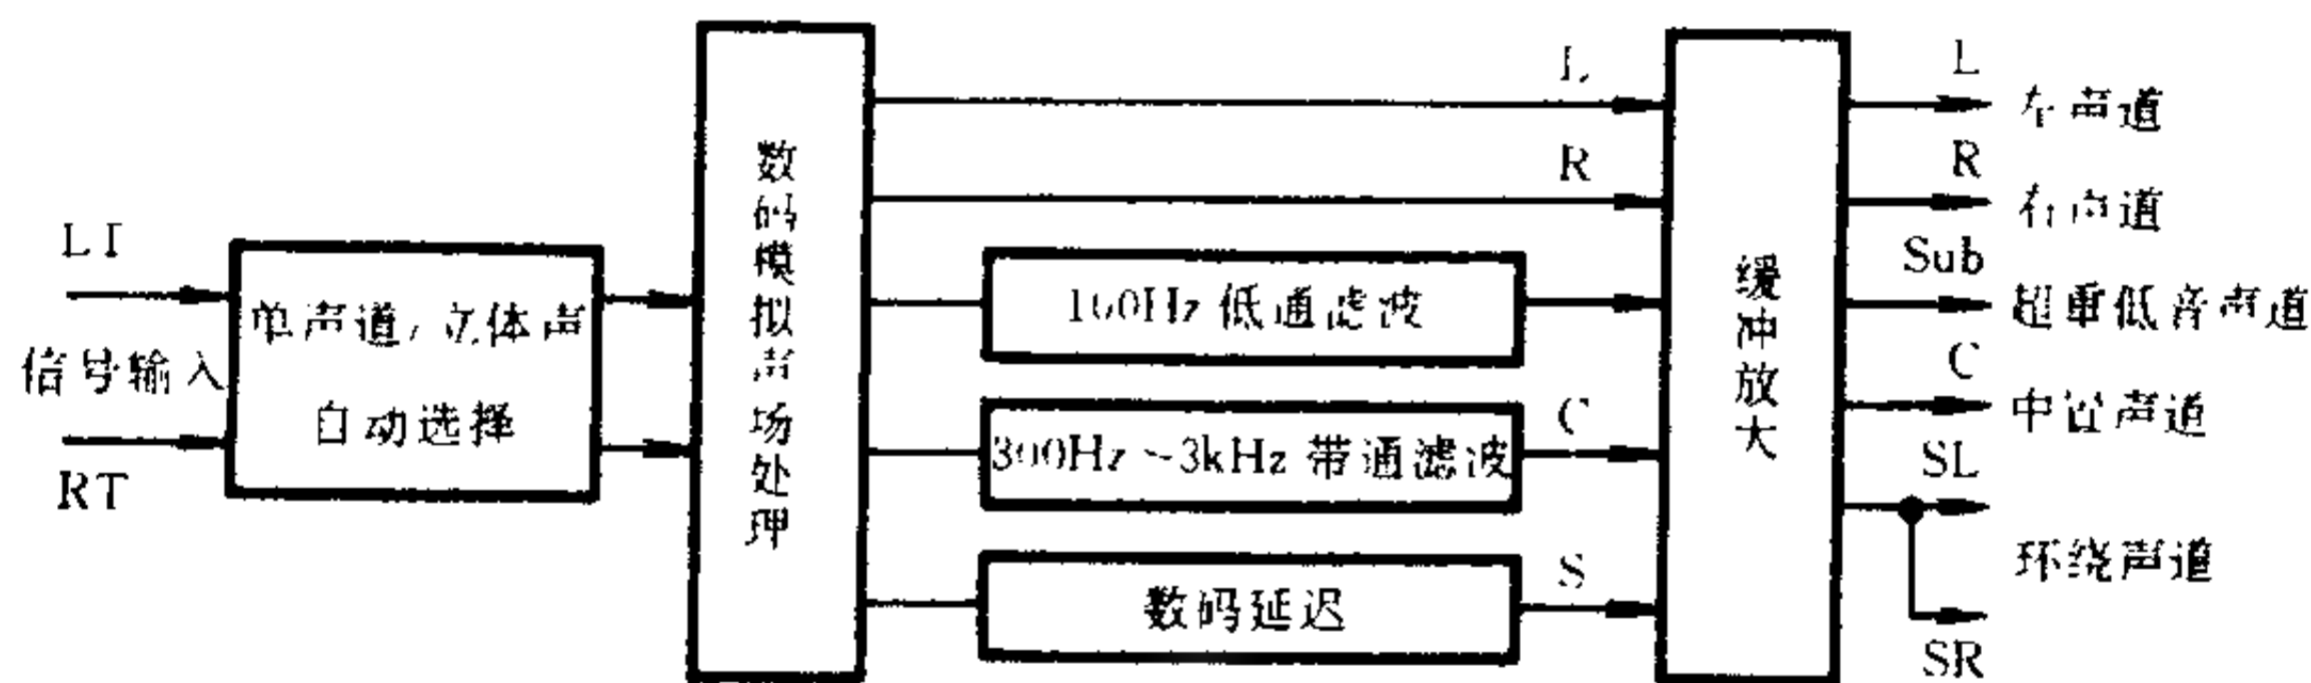 LT
信号输入
RT
单声道/立体声
自动选择
数码模拟声场处理
L
R
100Hz 低通滤波
300Hz~3kHz 带通滤波
C
数码延迟
S
缓冲放大
L
左声道
R
右声道
Sub
超重低音声道
C
中置声道
SL
环绕声道
SR